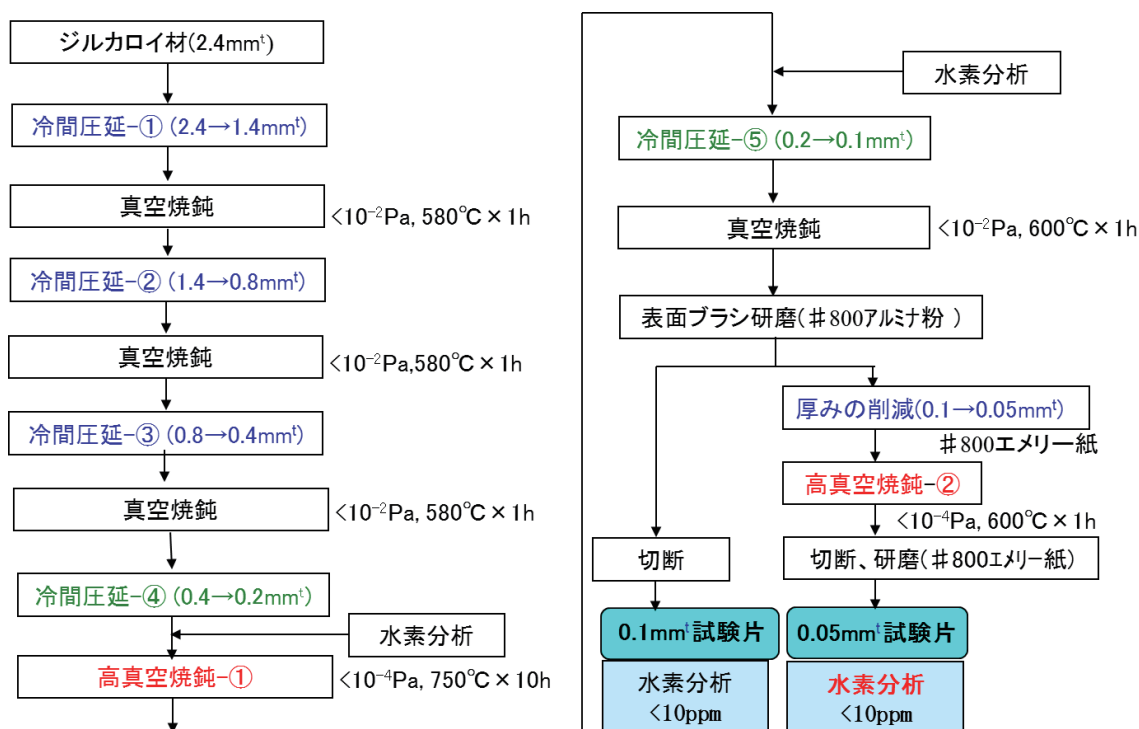 ジルカロイ材(2.4mmᵗ)
冷間圧延-① (2.4→1.4mmᵗ)
真空焼鈍
<10⁻²Pa, 580℃×1h
冷間圧延-② (1.4→0.8mmᵗ)
真空焼鈍
<10⁻²Pa,580℃×1h
冷間圧延-③ (0.8→0.4mmᵗ)
真空焼鈍
<10⁻²Pa, 580℃×1h
冷間圧延-④ (0.4→0.2mmᵗ)
水素分析
高真空焼鈍-①
<10⁻⁴Pa, 750℃×10h
水素分析
冷間圧延-⑤ (0.2→0.1mmᵗ)
真空焼鈍
<10⁻²Pa, 600℃×1h
表面ブラシ研磨(♯800アルミナ粉 )
厚みの削減(0.1→0.05mmᵗ)
♯800エメリー紙
高真空焼鈍-②
<10⁻⁴Pa, 600℃×1h
切断
切断、研磨(♯800エメリー紙)
0.1mmᵗ試験片
0.05mmᵗ試験片
水素分析
<10ppm
水素分析
<10ppm